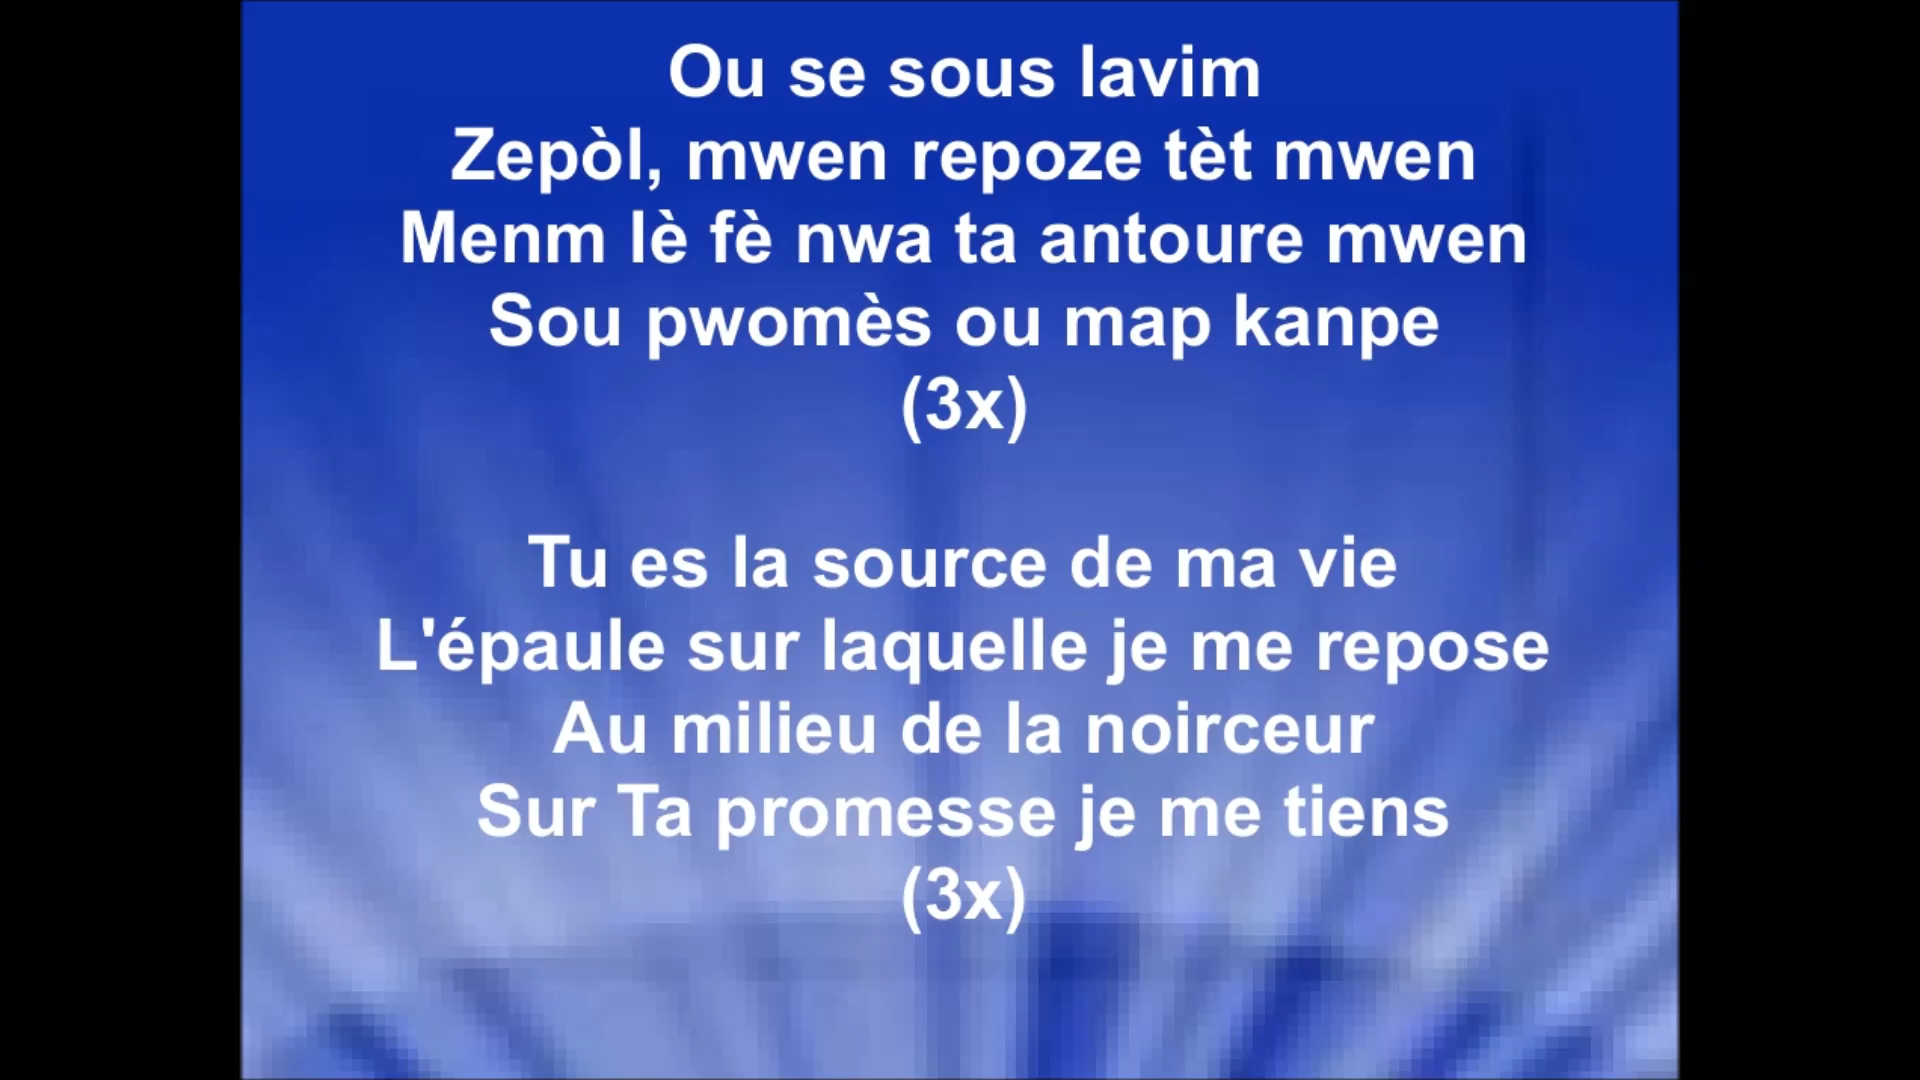 Ou se sous lavim
Zepòl, mwen repoze tèt mwen
Menm lè fè nwa ta antoure mwen
Sou pwomès ou map kanpe
(3x)
Tu es la source de ma vie
L'épaule sur laquelle je me repose
Au milieu de la noirceur
Sur Ta promesse je me tiens
(3x)